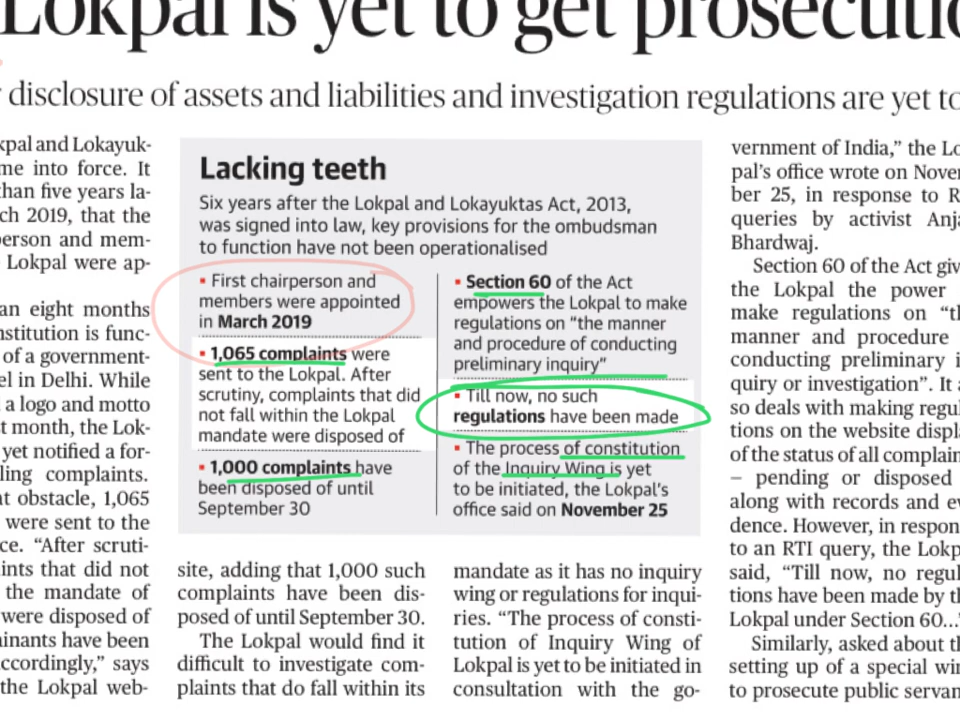 Lokpal is yet to get
disclosure of assets and liabilities and investigation regulations are yet to
and Lokayuk-
me into force. It
than five years la-
ch 2019, that the
person and mem-
Lokpal were ap-
an eight months
nstitution is func-
of a government-
el in Delhi. While
a logo and motto
st month, the Lok-
yet notified a for-
ling complaints.
at obstacle, 1,065
were sent to the
ce. “After scruti-
ints that did not
the mandate of
were disposed of
inants have been
accordingly,” says
the Lokpal web-
Lacking teeth
Six years after the Lokpal and Lokayuktas Act, 2013,
was signed into law, key provisions for the ombudsman
to function have not been operationalised
▪ First chairperson and
members were appointed
in March 2019
▪ 1,065 complaints were
sent to the Lokpal. After
scrutiny, complaints that did
not fall within the Lokpal
mandate were disposed of
▪ 1,000 complaints have
been disposed of until
September 30
▪ Section 60 of the Act
empowers the Lokpal to make
regulations on “the manner
and procedure of conducting
preliminary inquiry”
▪ Till now, no such
regulations have been made
▪ The process of constitution
of the Inquiry Wing is yet
to be initiated, the Lokpal’s
office said on November 25
site, adding that 1,000 such
complaints have been dis-
posed of until September 30.
The Lokpal would find it
difficult to investigate com-
plaints that do fall within its
mandate as it has no inquiry
wing or regulations for inqui-
ries. “The process of consti-
tution of Inquiry Wing of
Lokpal is yet to be initiated in
consultation with the go-
vernment of India,” the Lo
pal’s office wrote on Novem
ber 25, in response to R
queries by activist Anja
Bhardwaj.
Section 60 of the Act giv
the Lokpal the power
make regulations on “th
manner and procedure
conducting preliminary i
quiry or investigation”. It a
so deals with making regul
tions on the website displa
of the status of all complain
– pending or disposed
along with records and ev
dence. However, in respon
to an RTI query, the Lokp
said, “Till now, no regul
tions have been made by th
Lokpal under Section 60...”
Similarly, asked about th
setting up of a special win
to prosecute public servan